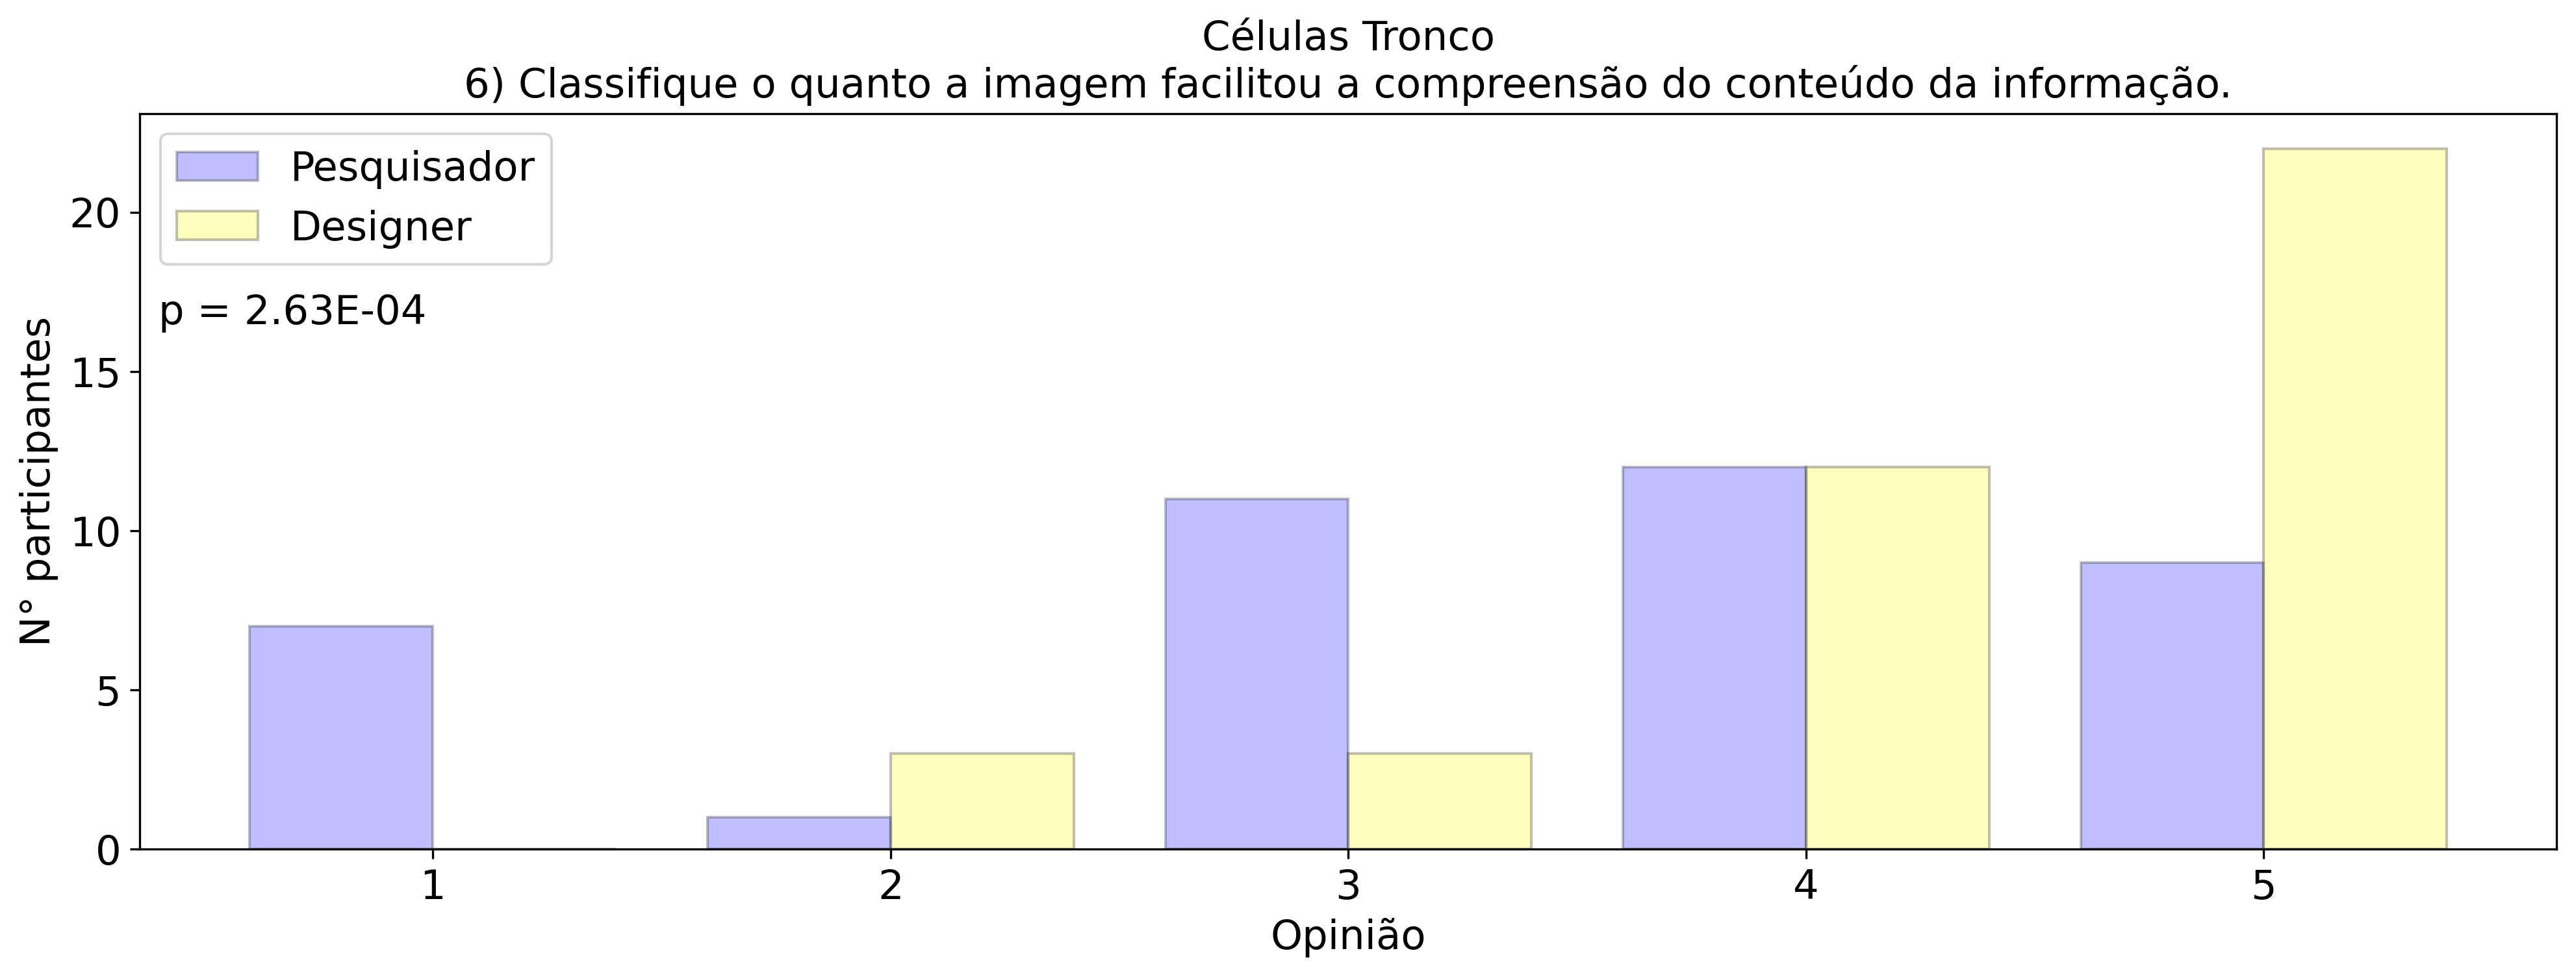 Células Tronco
6) Classifique o quanto a imagem facilitou a compreensão do conteúdo da informação.
Pesquisador
Designer
p = 2.63E-04
N° participantes
20
15
10
5
0
1 2 3 4 5
Opinião